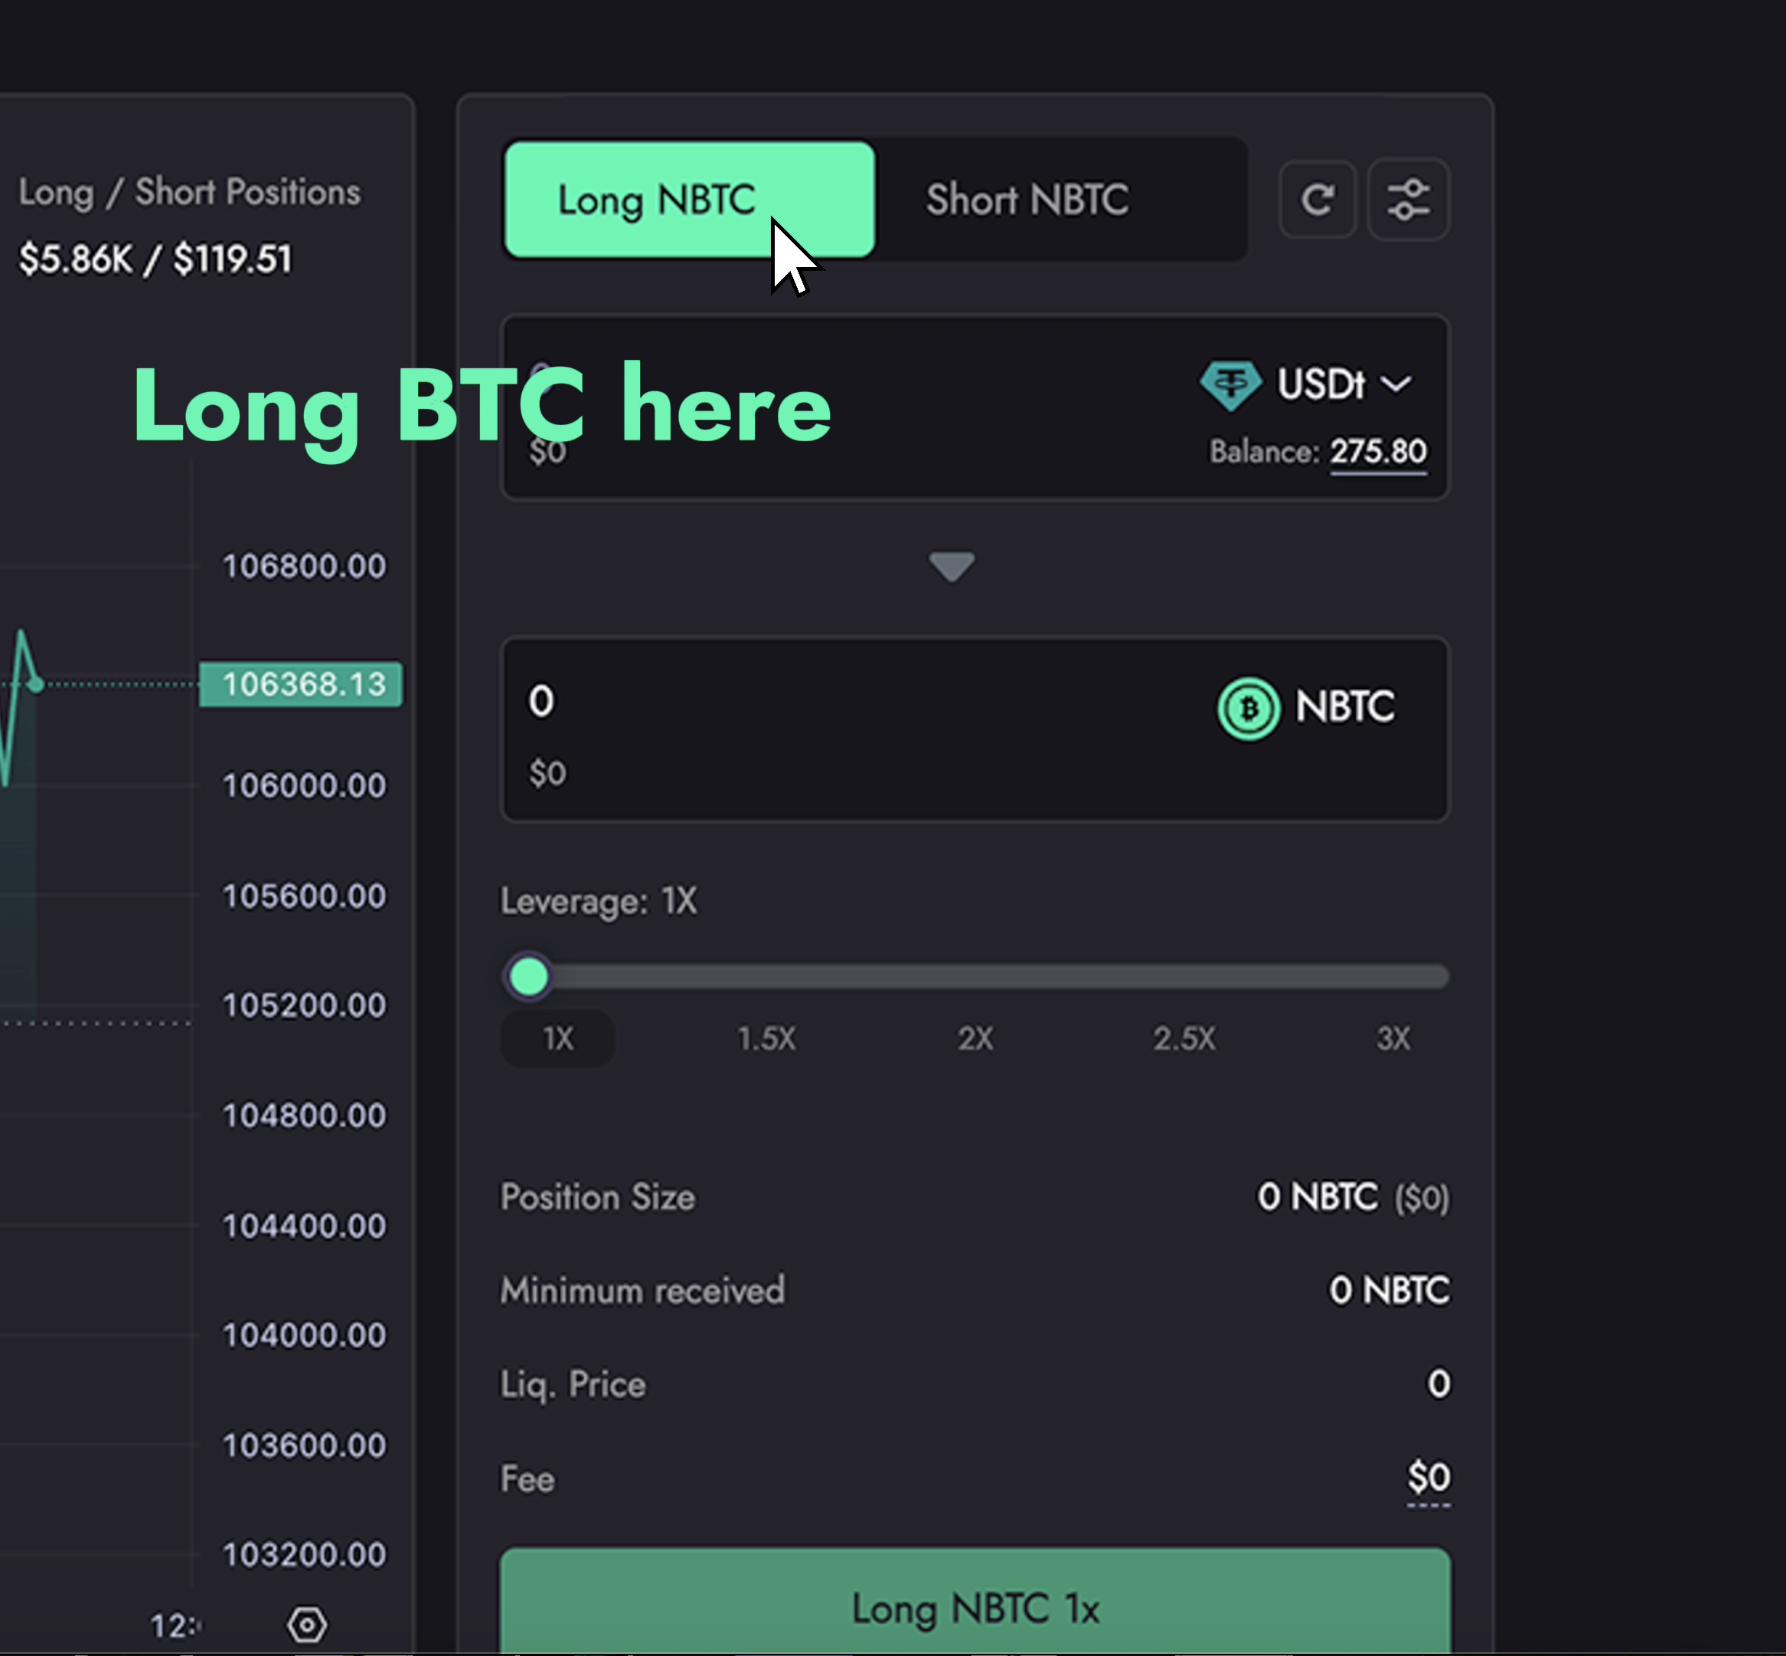 Long / Short Positions
$5.86K / $119.51
Long NBTC
Short NBTC
Long BTC here
USDt
$0
Balance: 275.80
106800.00
106368.13
106000.00
105600.00
105200.00
104800.00
104400.00
104000.00
103600.00
103200.00
12:
0
NBTC
$0
Leverage: 1X
1X 1.5X 2X 2.5X 3X
Position Size 0 NBTC ($0)
Minimum received 0 NBTC
Liq. Price 0
Fee $0
Long NBTC 1x